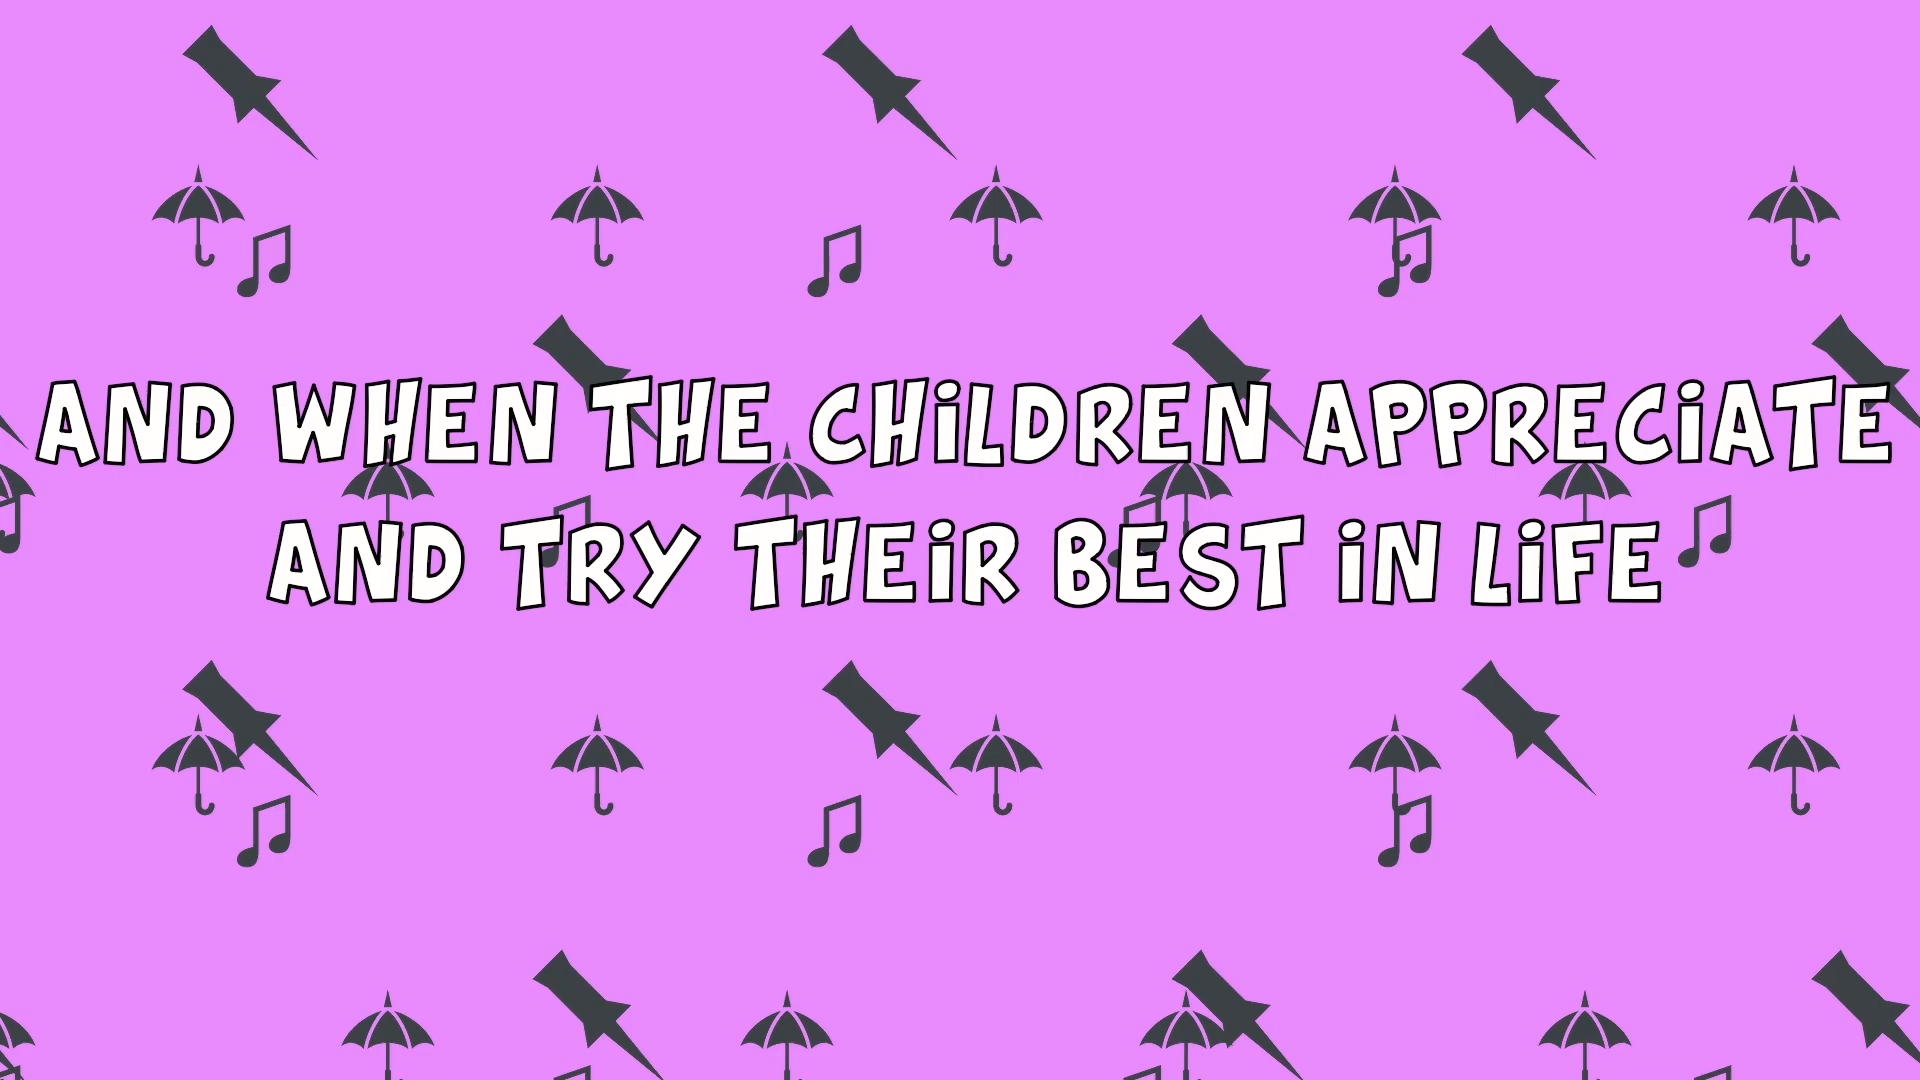 AND WHEN THE CHILDREN APPRECIATE
AND TRY THEIR BEST IN LIFE